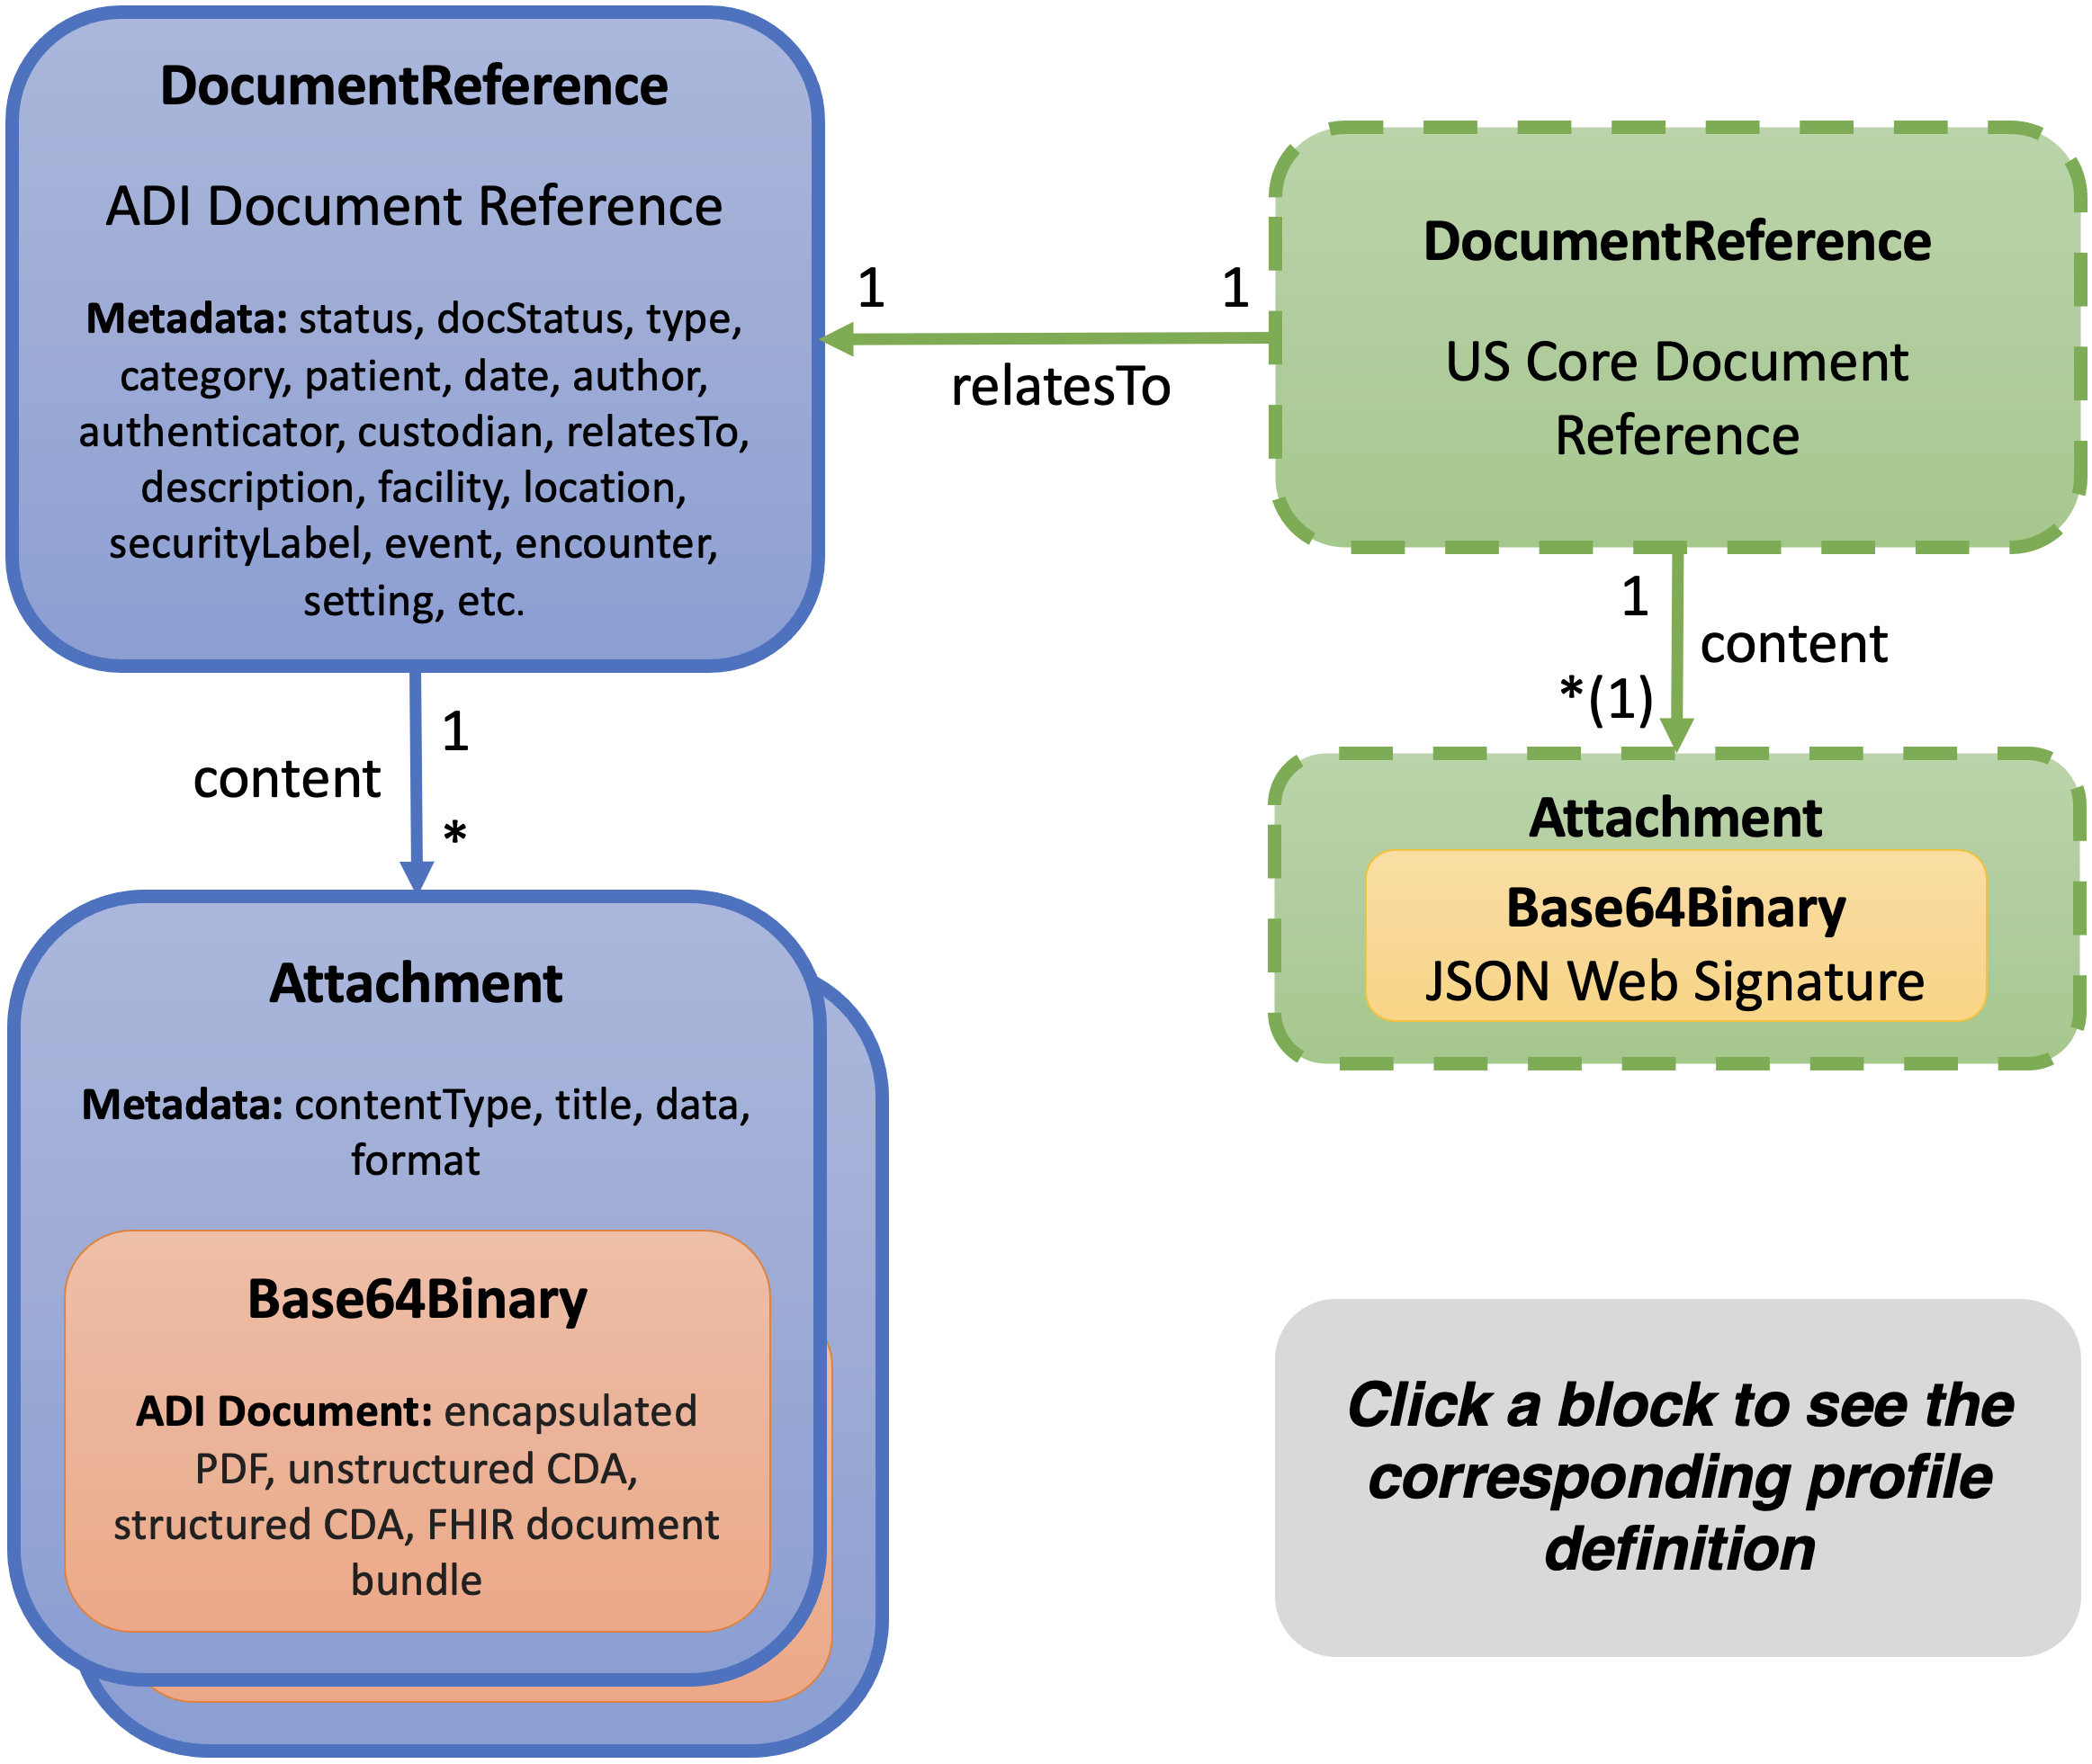 DocumentReference
ADI Document Reference
Metadata: status, docStatus, type,
category, patient, date, author,
authenticator, custodian, relatesTo,
description, facility, location,
securityLabel, event, encounter,
setting, etc.
1
1
relatesTo
DocumentReference
US Core Document
Reference
1
content
*(1)
Attachment
Base64Binary
JSON Web Signature
1
content
*
Attachment
Metadata: contentType, title, data,
format
Base64Binary
ADI Document: encapsulated
PDF, unstructured CDA,
structured CDA, FHIR document
bundle
Click a block to see the
corresponding profile
definition